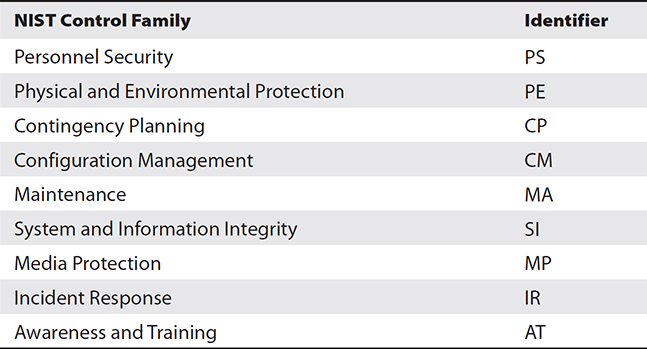 NIST Control Family Identifier
Personnel Security PS
Physical and Environmental Protection PE
Contingency Planning CP
Configuration Management CM
Maintenance MA
System and Information Integrity SI
Media Protection MP
Incident Response IR
Awareness and Training AT